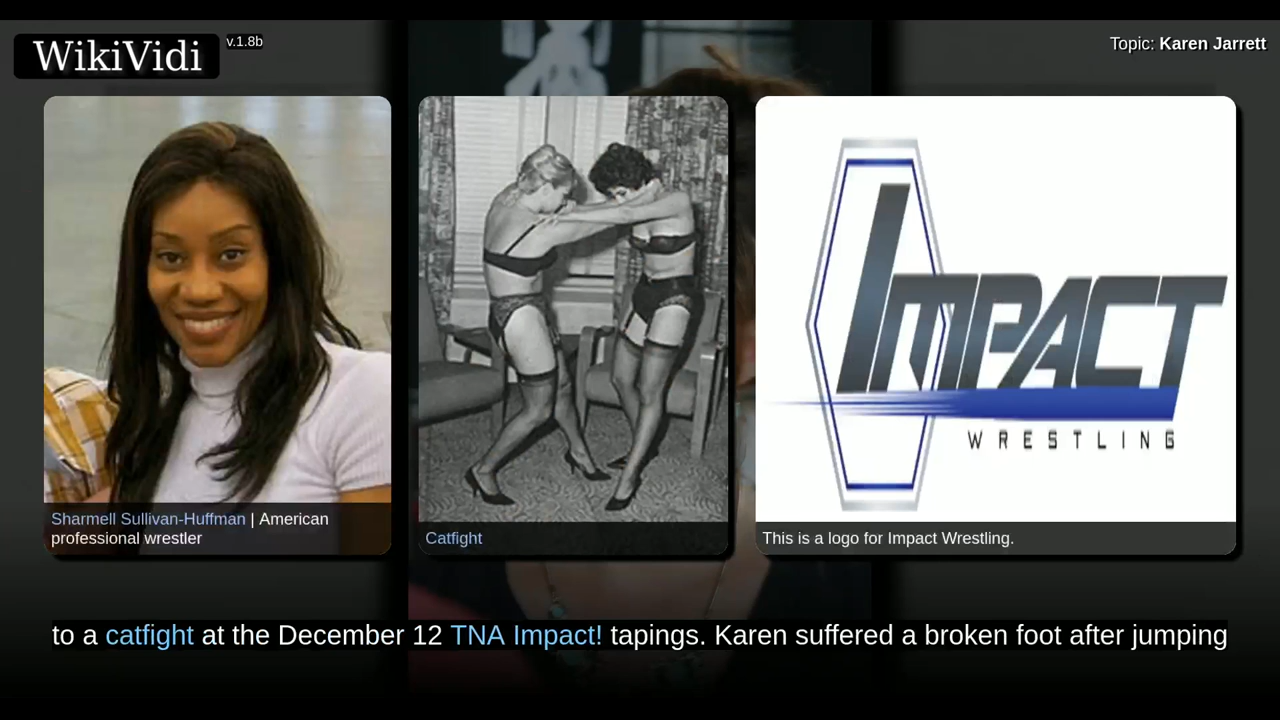 WikiVidi v.1.8b
Topic: Karen Jarrett
IMPACT
WRESTLING
Sharmell Sullivan-Huffman | American
professional wrestler
Catfight
This is a logo for Impact Wrestling.
to a catfight at the December 12 TNA Impact! tapings. Karen suffered a broken foot after jumping